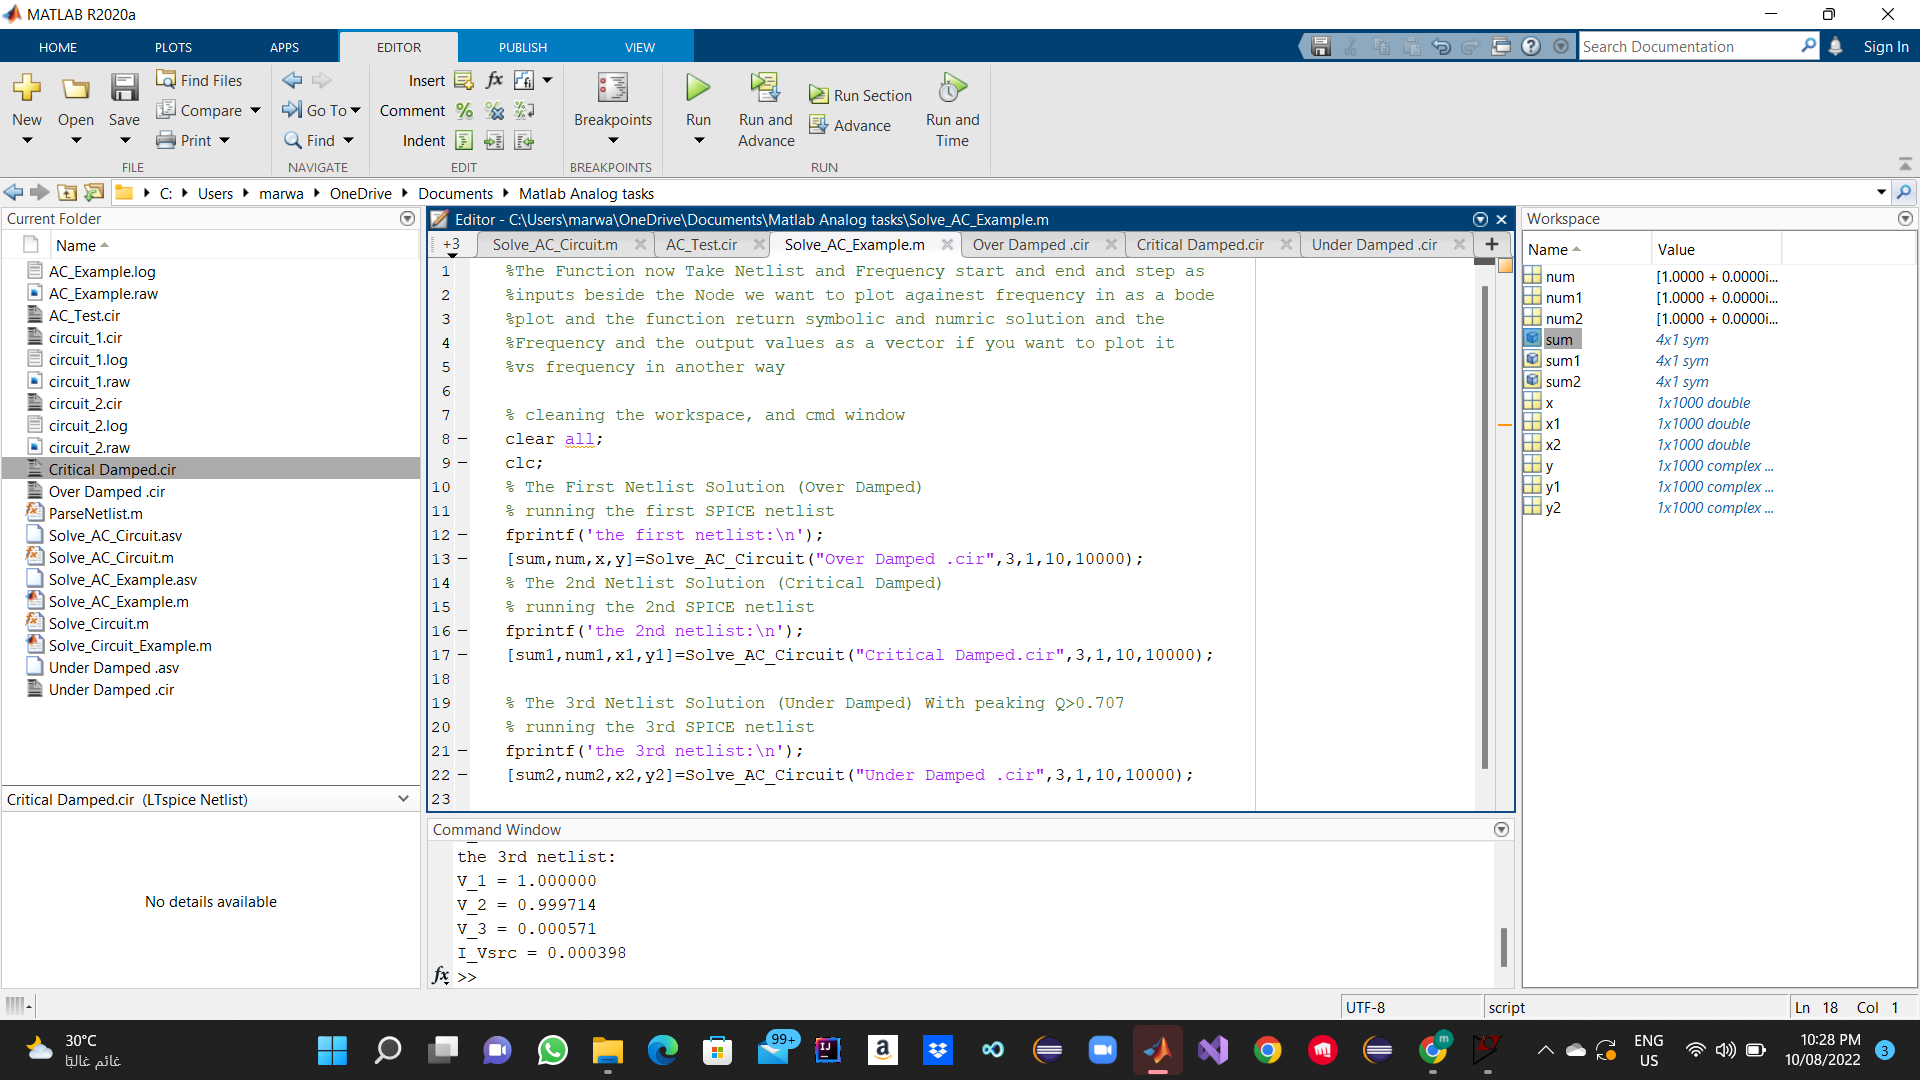 MATLAB R2020a
HOME PLOTS APPS EDITOR PUBLISH VIEW
Search Documentation
Sign In
New
Open
Save
Find Files
Compare
Print
FILE
Go To
Find
NAVIGATE
Insert
Comment
Indent
EDIT
Breakpoints
BREAKPOINTS
Run
Run and Advance
Run Section
Advance
Run and Time
RUN
C: Users marwa OneDrive Documents Matlab Analog tasks
Current Folder
Name
AC_Example.log
AC_Example.raw
AC_Test.cir
circuit_1.cir
circuit_1.log
circuit_1.raw
circuit_2.cir
circuit_2.log
circuit_2.raw
Critical Damped.cir
Over Damped .cir
ParseNetlist.m
Solve_AC_Circuit.asv
Solve_AC_Circuit.m
Solve_AC_Example.asv
Solve_AC_Example.m
Solve_Circuit.m
Solve_Circuit_Example.m
Under Damped .asv
Under Damped .cir
Critical Damped.cir (LTspice Netlist)
No details available
Editor - C:\Users\marwa\OneDrive\Documents\Matlab Analog tasks\Solve_AC_Example.m
+3 Solve_AC_Circuit.m AC_Test.cir Solve_AC_Example.m Over Damped .cir Critical Damped.cir Under Damped .cir
1 %The Function now Take Netlist and Frequency start and end and step as
2 %inputs beside the Node we want to plot againest frequency in as a bode
3 %plot and the function return symbolic and numric solution and the
4 %Frequency and the output values as a vector if you want to plot it
5 %vs frequency in another way
6
7 % cleaning the workspace, and cmd window
8 – clear all;
9 – clc;
10 % The First Netlist Solution (Over Damped)
11 % running the first SPICE netlist
12 – fprintf('the first netlist:\n');
13 – [sum,num,x,y]=Solve_AC_Circuit("Over Damped .cir",3,1,10,10000);
14 % The 2nd Netlist Solution (Critical Damped)
15 % running the 2nd SPICE netlist
16 – fprintf('the 2nd netlist:\n');
17 – [sum1,num1,x1,y1]=Solve_AC_Circuit("Critical Damped.cir",3,1,10,10000);
18
19 % The 3rd Netlist Solution (Under Damped) With peaking Q>0.707
20 % running the 3rd SPICE netlist
21 – fprintf('the 3rd netlist:\n');
22 – [sum2,num2,x2,y2]=Solve_AC_Circuit("Under Damped .cir",3,1,10,10000);
23
Command Window
the 3rd netlist:
V_1 = 1.000000
V_2 = 0.999714
V_3 = 0.000571
I_Vsrc = 0.000398
fx >>
Workspace
Name Value
num [1.0000 + 0.0000i...
num1 [1.0000 + 0.0000i...
num2 [1.0000 + 0.0000i...
sum 4x1 sym
sum1 4x1 sym
sum2 4x1 sym
x 1x1000 double
x1 1x1000 double
x2 1x1000 double
y 1x1000 complex ...
y1 1x1000 complex ...
y2 1x1000 complex ...
UTF-8 script Ln 18 Col 1
30°C
غائم غالبًا
99+
ENG
US
10:28 PM
10/08/2022
3